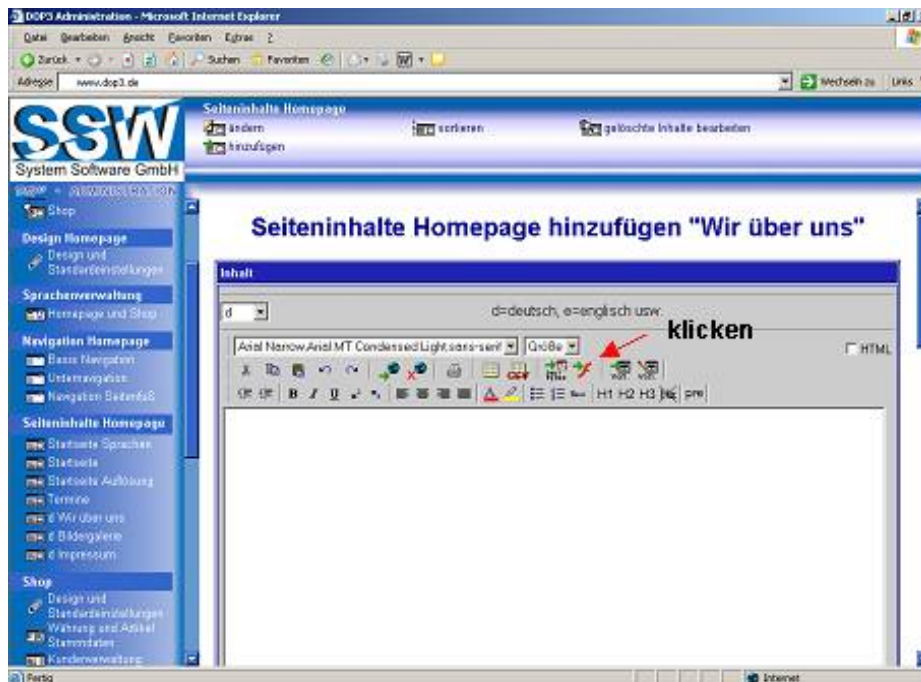 DOP3 Administration - Microsoft Internet Explorer
Datei Bearbeiten Ansicht Favoriten Extras ?
Zurück Suchen Favoriten
Adresse www.dop3.de Wechseln zu Links
SSW
System Software GmbH
SSW - ADMINISTRATION
Seiteninhalte Homepage
ändern sortieren gelöschte Inhalte bearbeiten
hinzufügen
Shop
Design Homepage
Design und
Standardeinstellungen
Sprachenverwaltung
Homepage und Shop
Navigation Homepage
Basis Navigation
Unternavigation
Navigation Seitenfuß
Seiteninhalte Homepage
Startseite Sprachen
Startseite
Startseite Auflösung
Termine
d Wir über uns
d Bildergalerie
d Impressum
Shop
Design und
Standardeinstellungen
Währung und Artikel
Stammdaten
Kundenverwaltung
Seiteninhalte Homepage hinzufügen "Wir über uns"
Inhalt
d d=deutsch, e=englisch usw.
klicken
Arial Narrow,Arial MT Condensed Light,sans-serif Größe HTML
B I U H1 H2 H3 pre
Fertig Internet